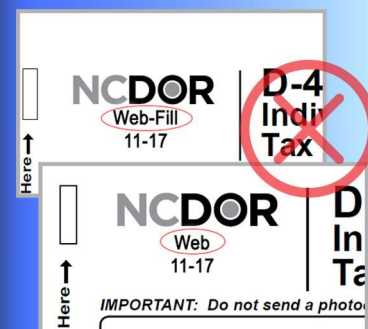 NCDOR
Web-Fill
11-17
D-4
Indi
Tax
Here
NCDOR
Web
11-17
D
In
Ta
Here
IMPORTANT: Do not send a photo